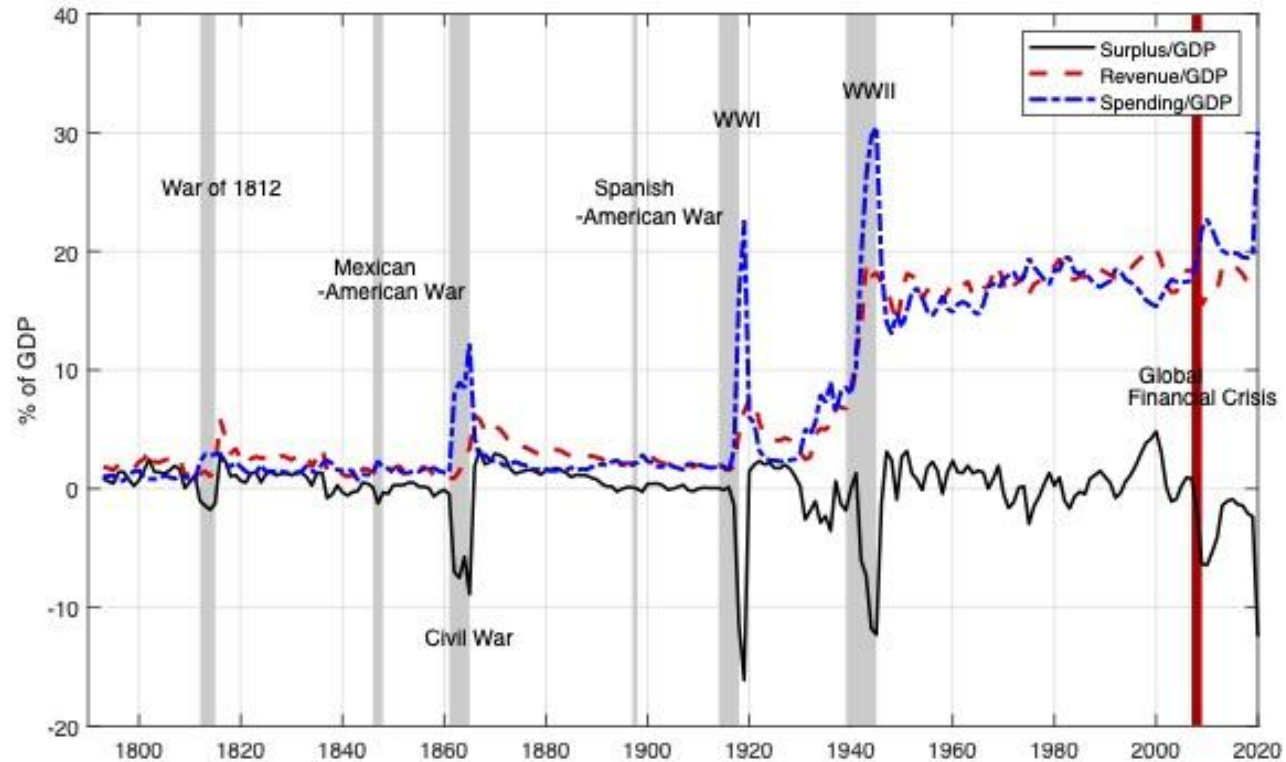 40
30
20
10
0
-10
-20
% of GDP
1800
1820
1840
1860
1880
1900
1920
1940
1960
1980
2000
2020
Surplus/GDP
Revenue/GDP
Spending/GDP
War of 1812
Mexican
-American War
Civil War
Spanish
-American War
WWI
WWII
Global
Financial Crisis